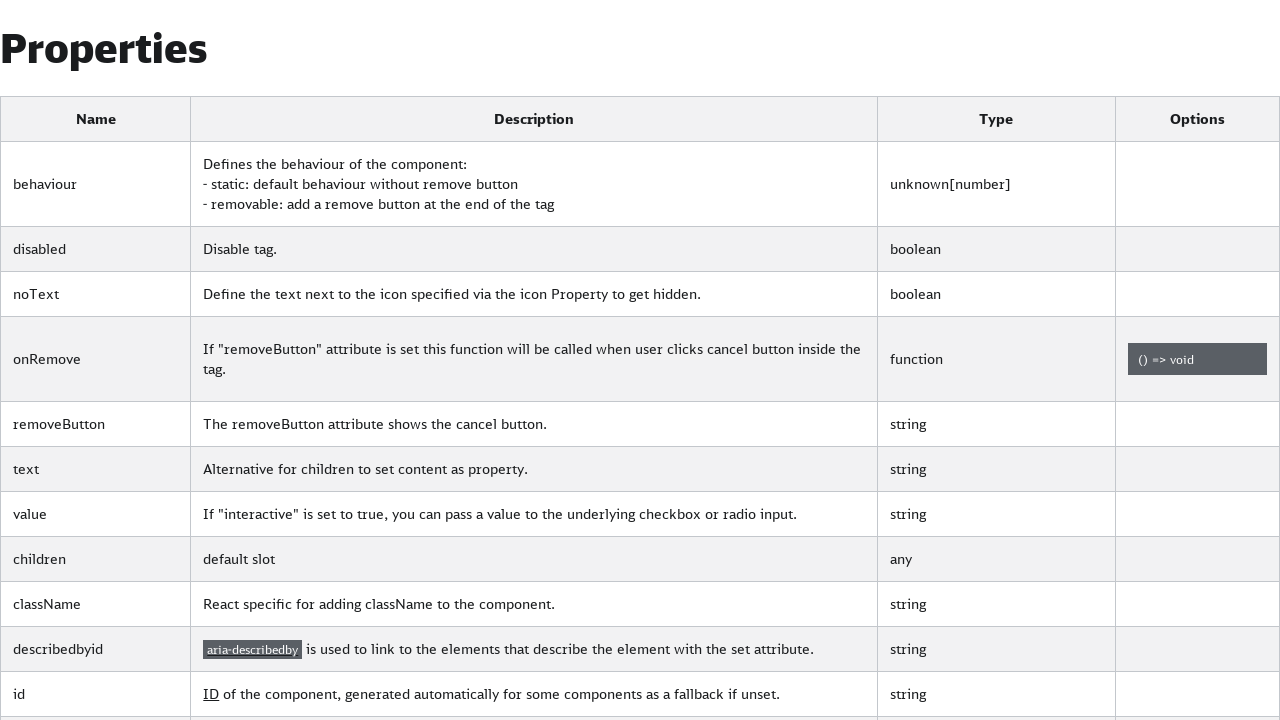 Properties
Name Description Type Options
behaviour Defines the behaviour of the component: unknown[number]
- static: default behaviour without remove button
- removable: add a remove button at the end of the tag
disabled Disable tag. boolean
noText Define the text next to the icon specified via the icon Property to get hidden. boolean
onRemove If "removeButton" attribute is set this function will be called when user clicks cancel button inside the function () => void
tag.
removeButton The removeButton attribute shows the cancel button. string
text Alternative for children to set content as property. string
value If "interactive" is set to true, you can pass a value to the underlying checkbox or radio input. string
children default slot any
className React specific for adding className to the component. string
describedbyid aria-describedby is used to link to the elements that describe the element with the set attribute. string
id ID of the component, generated automatically for some components as a fallback if unset. string